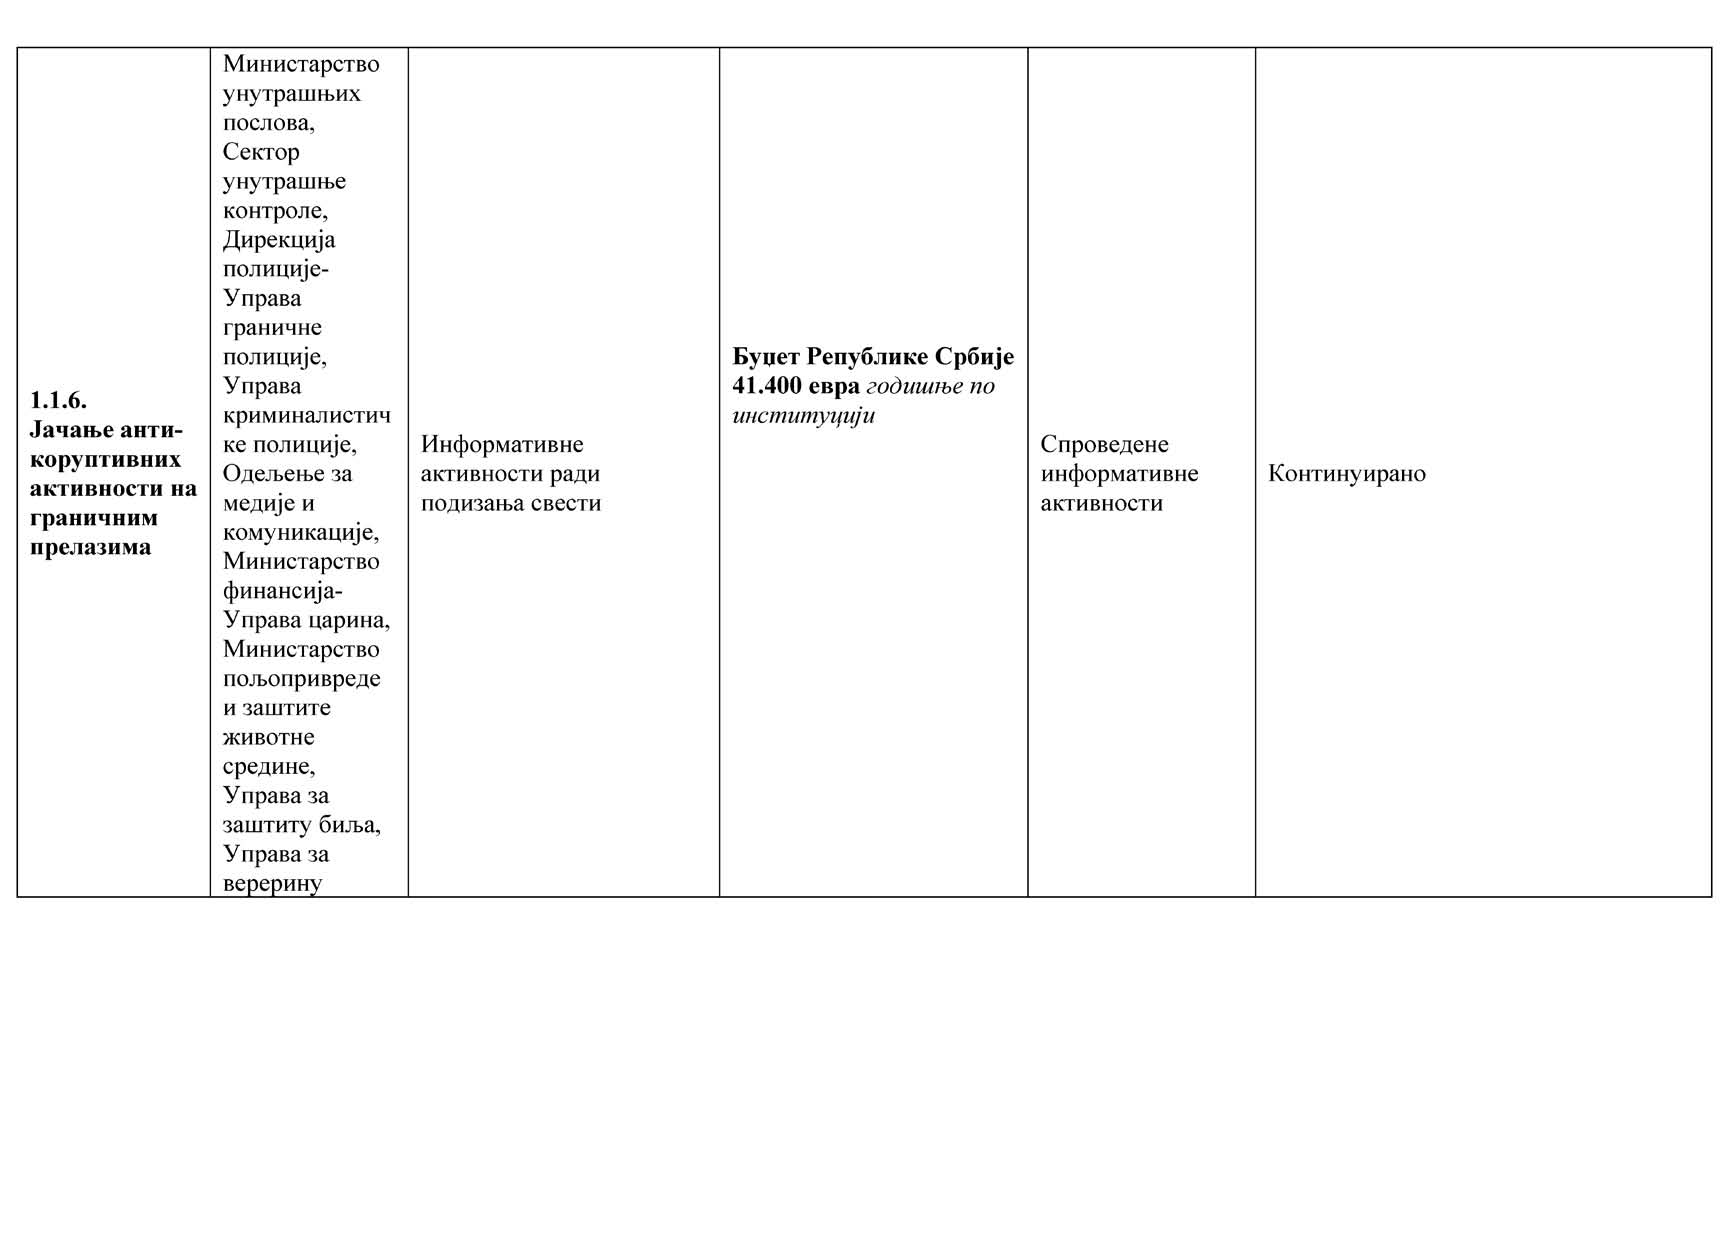 1.1.6.
Јачање анти-
коруптивних
активности на
граничним
прелазима
Министарство
унутрашњих
послова,
Сектор
унутрашње
контроле,
Дирекција
полиције-
Управа
граничне
полиције,
Управа
криминалистич
ке полиције,
Одељење за
медије и
комуникације,
Министарство
финансија-
Управа царина,
Министарство
пољопривреде
и заштите
животне
средине,
Управа за
заштиту биља,
Управа за
верерину
Информативне
активности ради
подизања свести
Буџет Републике Србије
41.400 евра годишње по
институцији
Спроведене
информативне
активности
Континуирано